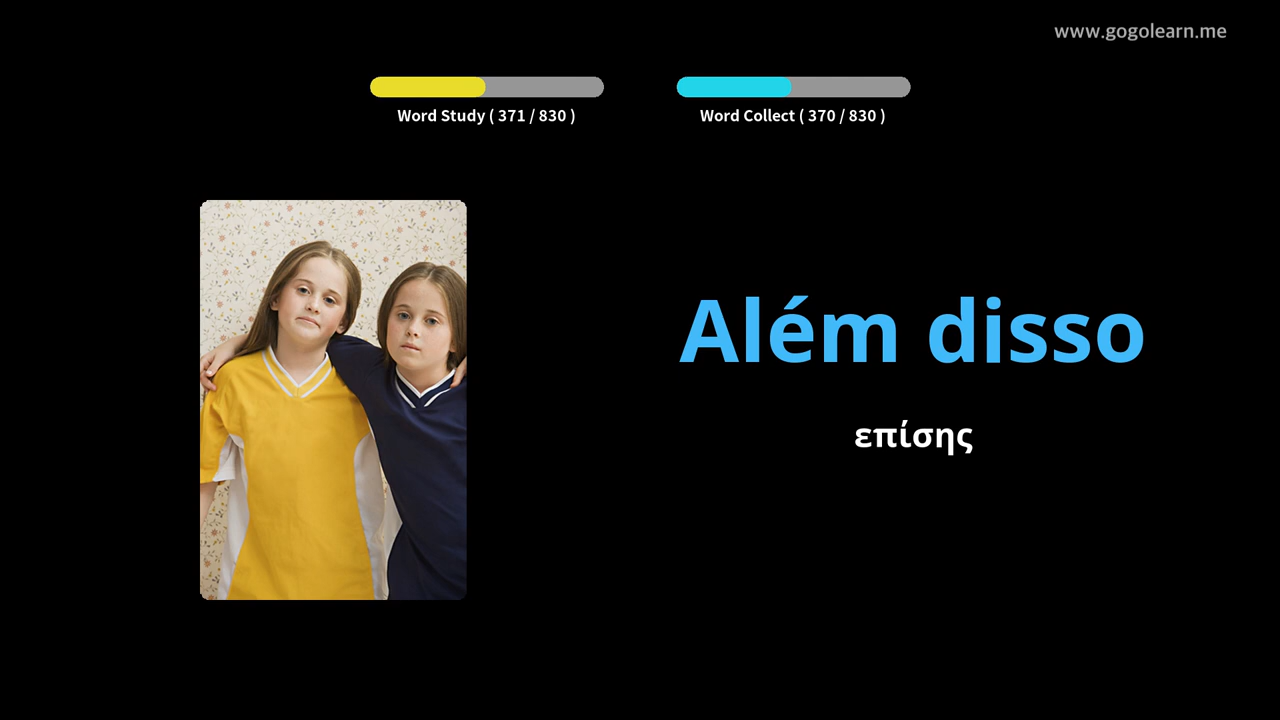 www.gogolearn.me
Word Study ( 371 / 830 )
Word Collect ( 370 / 830 )
Além disso
επίσης